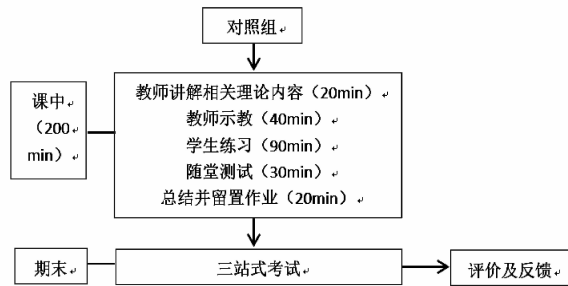 对照组
课中
（200
min）
教师讲解相关理论内容（20min）
教师示教（40min）
学生练习（90min）
随堂测试（30min）
总结并留置作业（20min）
期末
三站式考试
评价及反馈